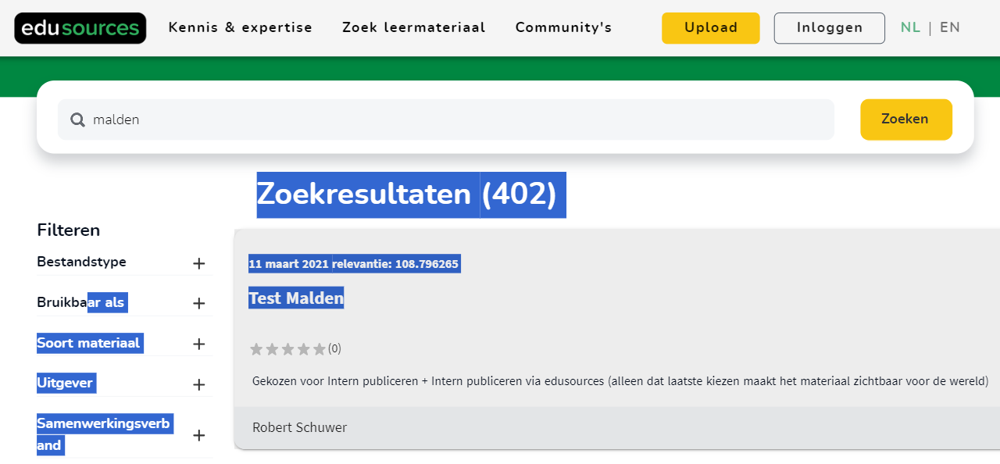 edusources Kennis & expertise Zoek leermateriaal Community's Upload Inloggen NL | EN
malden Zoeken
Zoekresultaten (402)
Filteren
Bestandstype +
Bruikbaar als +
Soort materiaal +
Uitgever +
Samenwerkingsverb
and +
11 maart 2021 relevantie: 108.796265
Test Malden
(0)
Gekozen voor Intern publiceren + Intern publiceren via edusources (alleen dat laatste kiezen maakt het materiaal zichtbaar voor de wereld)
Robert Schuwer